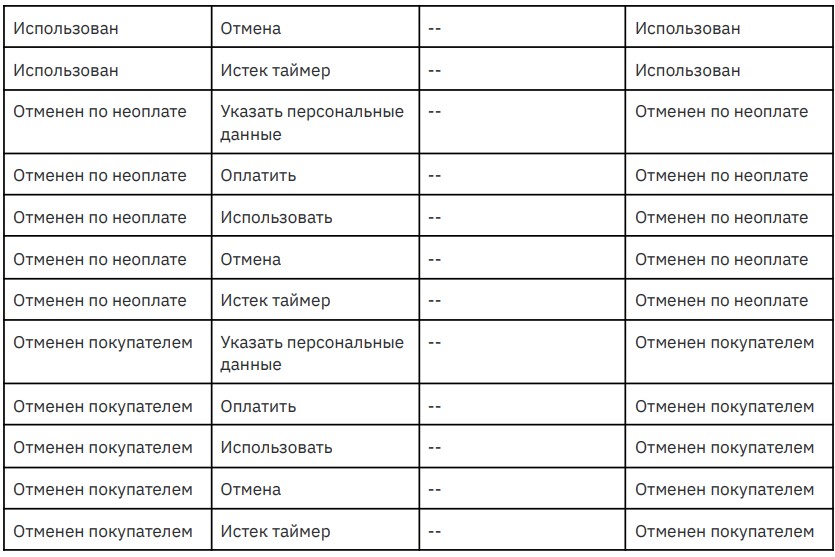 Использован Отмена -- Использован
Использован Истек таймер -- Использован
Отменен по неоплате Указать персональные -- Отменен по неоплате
данные
Отменен по неоплате Оплатить -- Отменен по неоплате
Отменен по неоплате Использовать -- Отменен по неоплате
Отменен по неоплате Отмена -- Отменен по неоплате
Отменен по неоплате Истек таймер -- Отменен по неоплате
Отменен покупателем Указать персональные -- Отменен покупателем
данные
Отменен покупателем Оплатить -- Отменен покупателем
Отменен покупателем Использовать -- Отменен покупателем
Отменен покупателем Отмена -- Отменен покупателем
Отменен покупателем Истек таймер -- Отменен покупателем